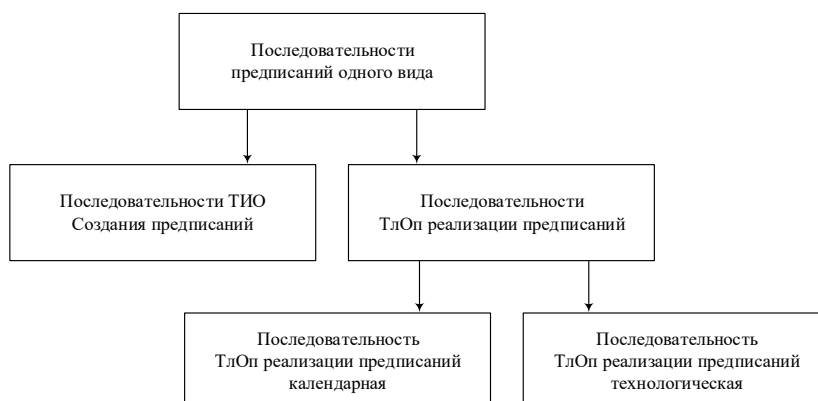 Последовательности
предписаний одного вида
Последовательности ТИО
Создания предписаний
Последовательности
ТлОп реализации предписаний
Последовательность
ТлОп реализации предписаний
календарная
Последовательность
ТлОп реализации предписаний
технологическая